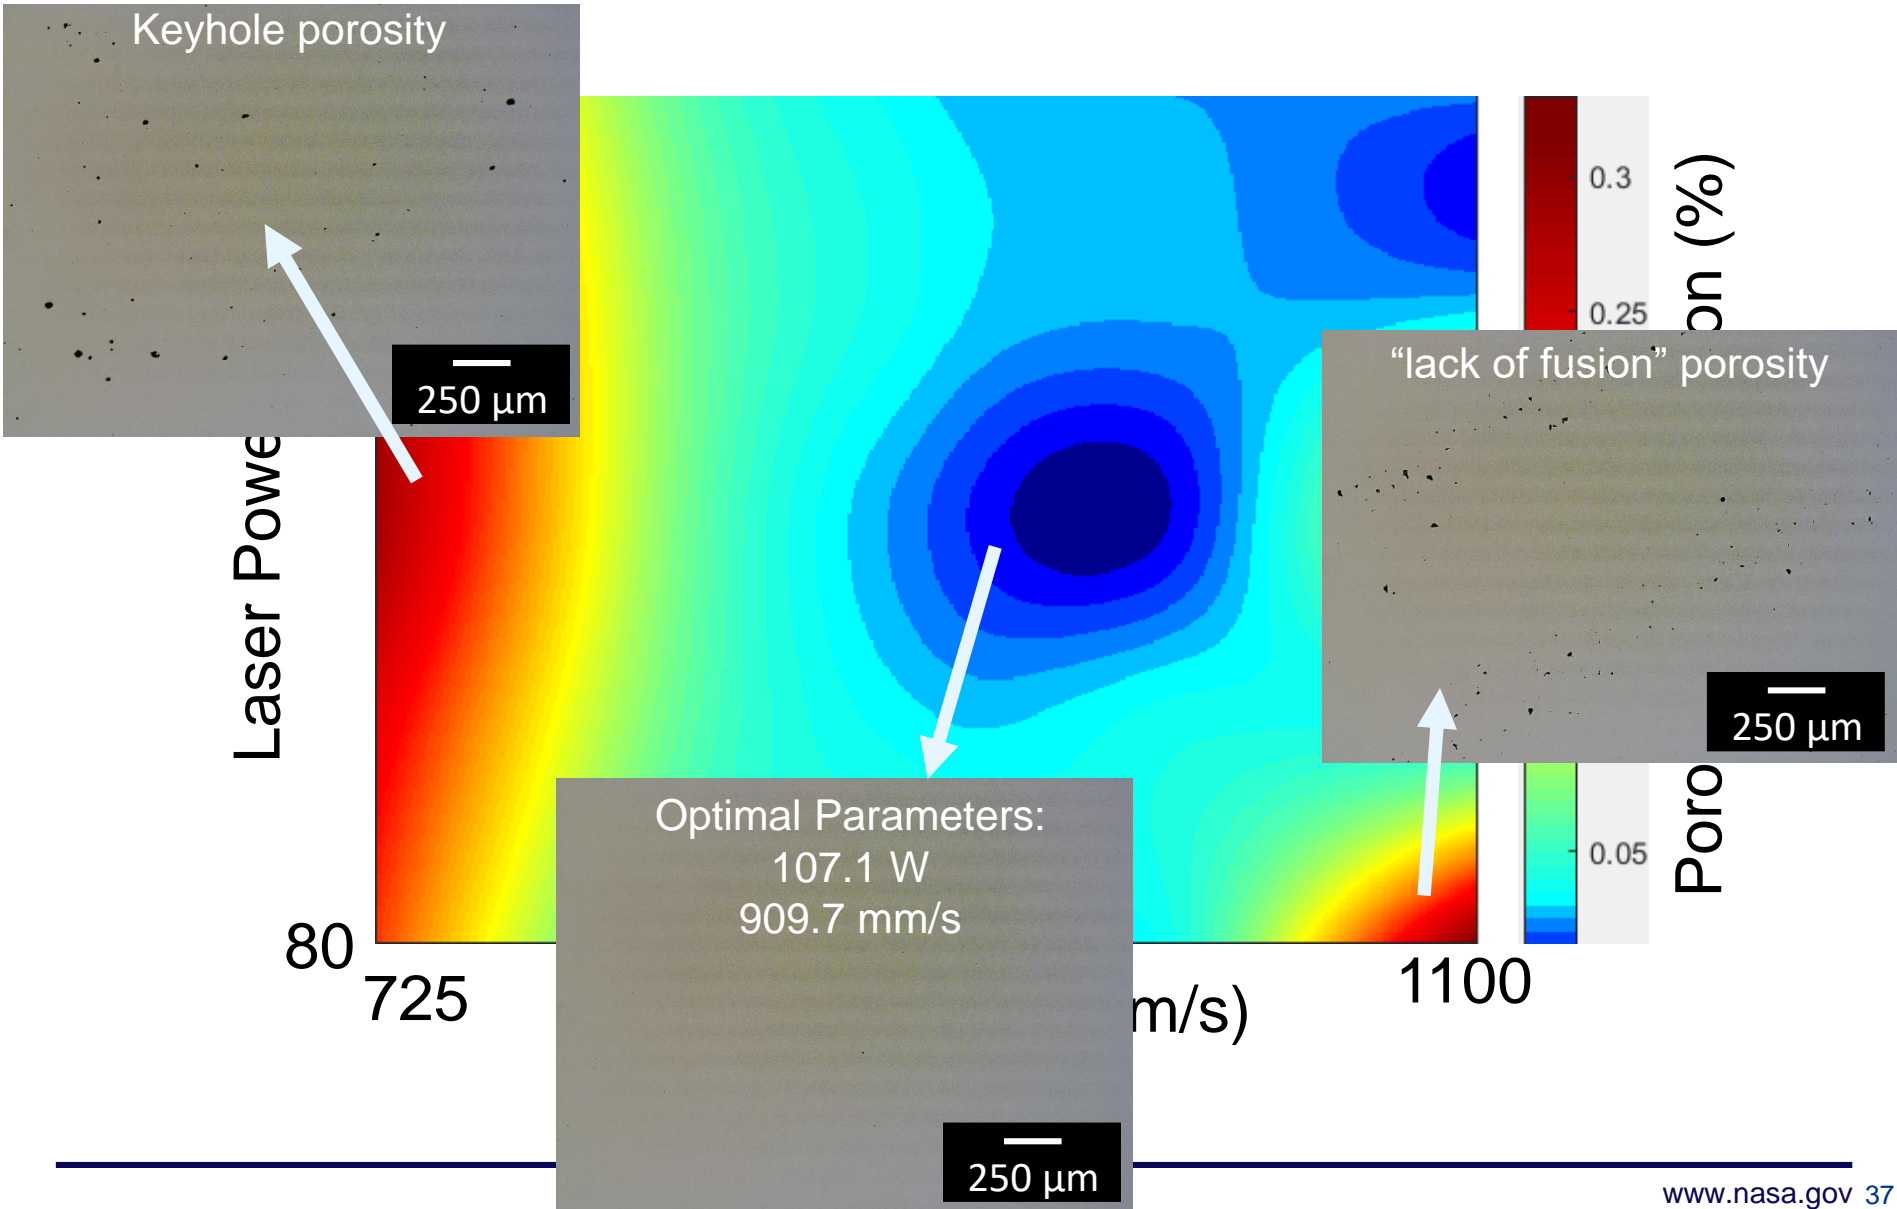 Keyhole porosity
250 µm
0.3
0.25
on (%)
“lack of fusion” porosity
250 µm
Laser Powe
0.05
Poro
Optimal Parameters:
107.1 W
909.7 mm/s
80
725
1100
m/s)
250 µm
www.nasa.gov 37